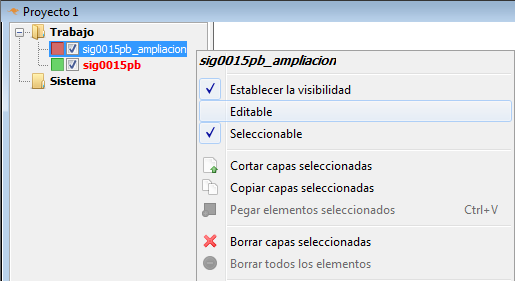 Proyecto 1
Trabajo
sig0015pb_ampliacion
sig0015pb
Sistema
sig0015pb_ampliacion
Establecer la visibilidad
Editable
Seleccionable
Cortar capas seleccionadas
Copiar capas seleccionadas
Pegar elementos seleccionados Ctrl+V
Borrar capas seleccionadas
Borrar todos los elementos